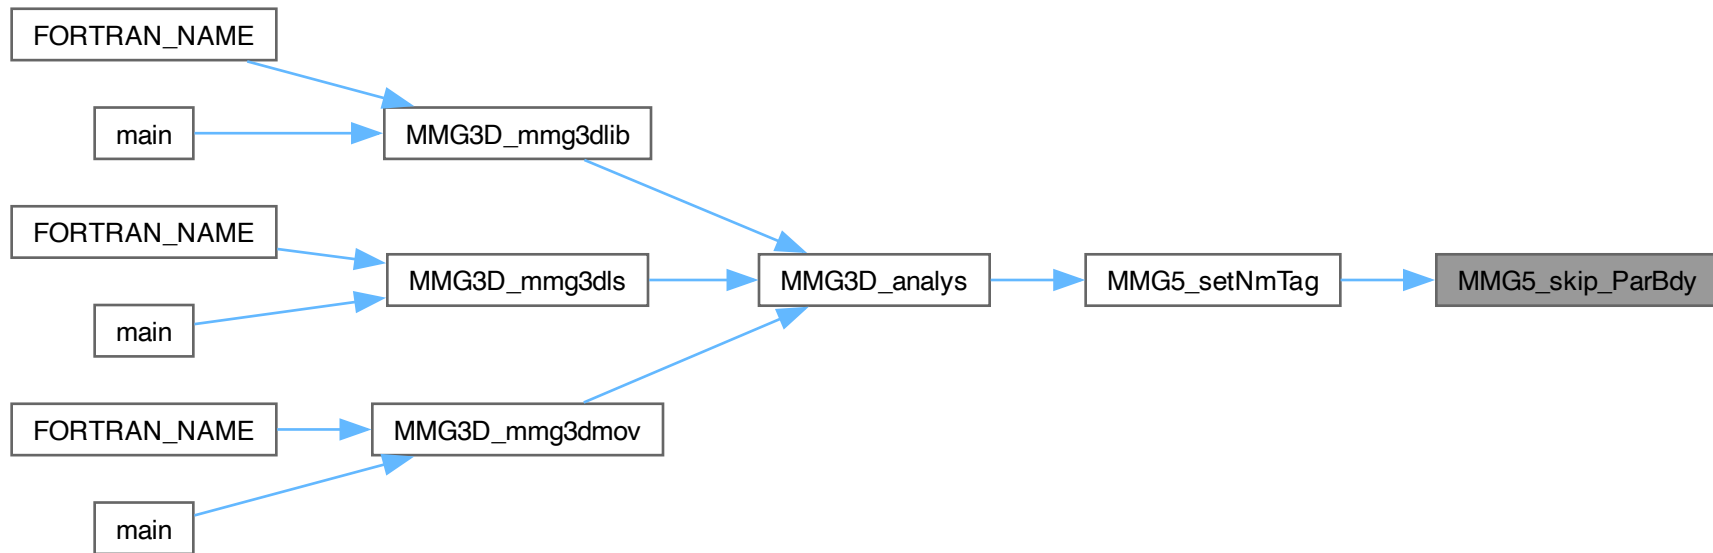 FORTRAN_NAME
main
MMG3D_mmg3dlib
FORTRAN_NAME
main
MMG3D_mmg3dls
MMG3D_analys
MMG5_setNmTag
MMG5_skip_ParBdy
FORTRAN_NAME
main
MMG3D_mmg3dmov